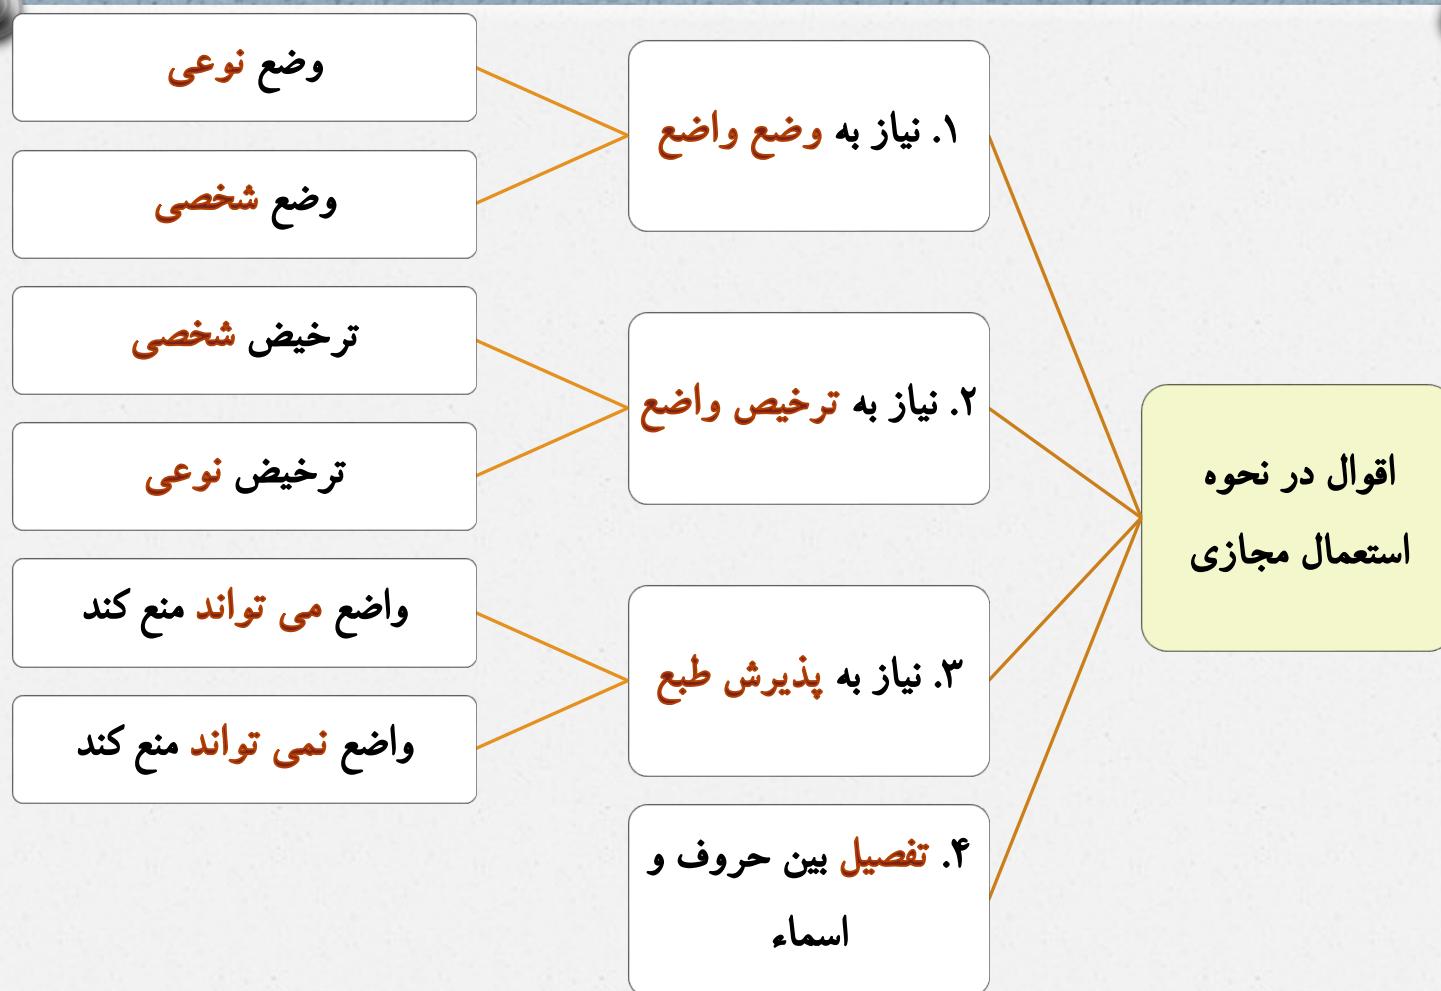 اقوال در نحوه
استعمال مجازی
۱. نیاز به وضع واضع
وضع نوعی
وضع شخصی
۲. نیاز به ترخیص واضع
ترخیض شخصی
ترخیض نوعی
۳. نیاز به پذیرش طبع
واضع می تواند منع کند
واضع نمی تواند منع کند
۴. تفصیل بین حروف و
اسماء